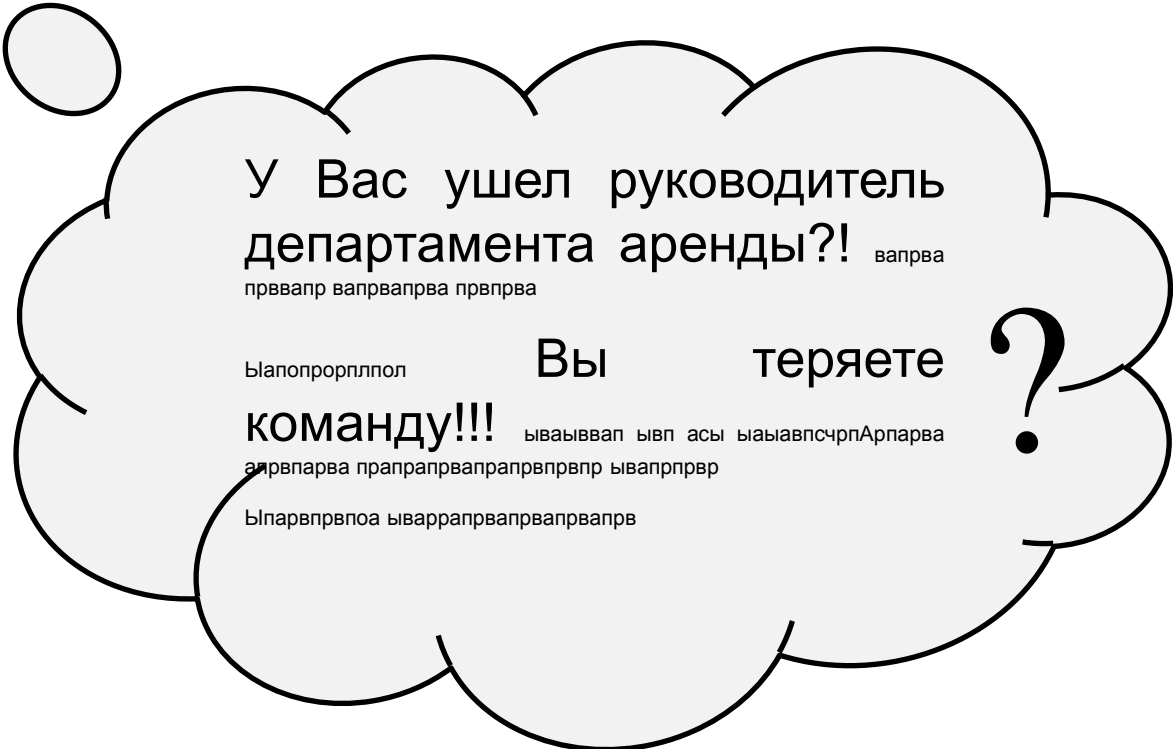 У Вас ушел руководитель
департамента аренды?! вапрва
прввапр вапрвапрва првпрва
Ыапопрорплпол Вы теряете
команду!!! ываыввап ывп асы ыаыавпсчрпАрпарва
апрвпарва прапрапрвапрапрвпрвпр ывапрпрвр
Ыпарвпрвпоа ываррапрвапрвапрвапрв
?